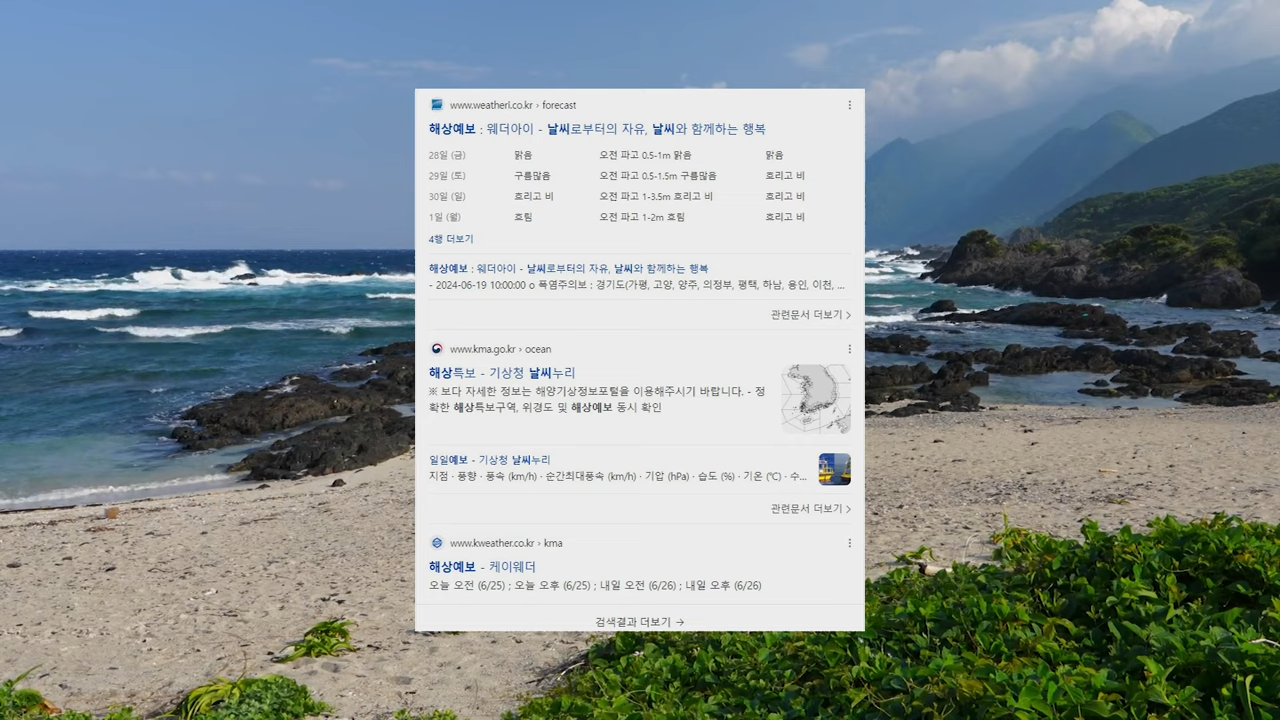 www.weatheri.co.kr › forecast
해상예보 : 웨더아이 - 날씨로부터의 자유, 날씨와 함께하는 행복
28일 (금) 맑음 오전 파고 0.5-1m 맑음 맑음
29일 (토) 구름많음 오전 파고 0.5-1.5m 구름많음 흐리고 비
30일 (일) 흐리고 비 오전 파고 1-3.5m 흐리고 비 흐리고 비
1일 (월) 흐림 오전 파고 1-2m 흐림 흐리고 비
4행 더보기
해상예보 : 웨더아이 - 날씨로부터의 자유, 날씨와 함께하는 행복
- 2024-06-19 10:00:00 o 폭염주의보 : 경기도(가평, 고양, 양주, 의정부, 평택, 하남, 용인, 이천, ...
관련문서 더보기 >
www.kma.go.kr › ocean
해상특보 - 기상청 날씨누리
※ 보다 자세한 정보는 해양기상정보포털을 이용해주시기 바랍니다. - 정
확한 해상특보구역, 위경도 및 해상예보 동시 확인
일일예보 - 기상청 날씨누리
지점 · 풍향 · 풍속 (km/h) · 순간최대풍속 (km/h) · 기압 (hPa) · 습도 (%) · 기온 (℃) · 수...
관련문서 더보기 >
www.kweather.co.kr › kma
해상예보 - 케이웨더
오늘 오전 (6/25) ; 오늘 오후 (6/25) ; 내일 오전 (6/26) ; 내일 오후 (6/26)
검색결과 더보기 →